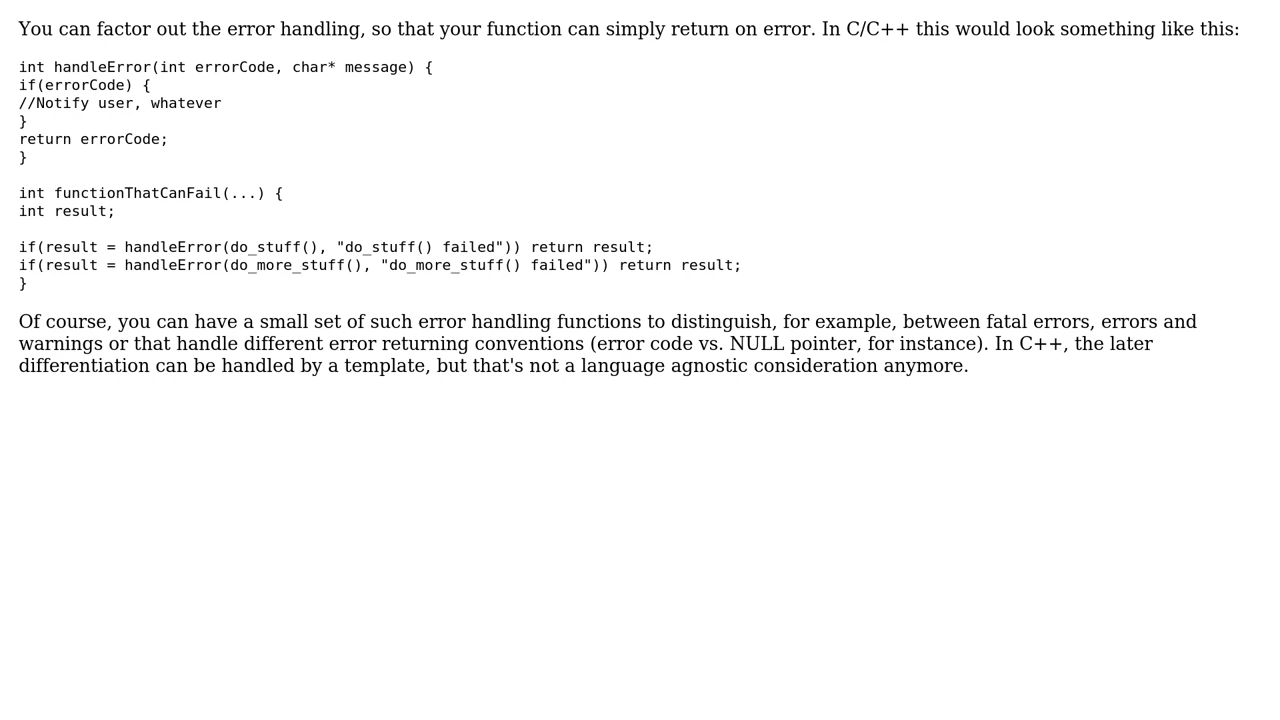 You can factor out the error handling, so that your function can simply return on error. In C/C++ this would look something like this:
int handleError(int errorCode, char* message) {
if(errorCode) {
//Notify user, whatever
}
return errorCode;
}
int functionThatCanFail(...) {
int result;
if(result = handleError(do_stuff(), "do_stuff() failed")) return result;
if(result = handleError(do_more_stuff(), "do_more_stuff() failed")) return result;
}
Of course, you can have a small set of such error handling functions to distinguish, for example, between fatal errors, errors and
warnings or that handle different error returning conventions (error code vs. NULL pointer, for instance). In C++, the later
differentiation can be handled by a template, but that's not a language agnostic consideration anymore.